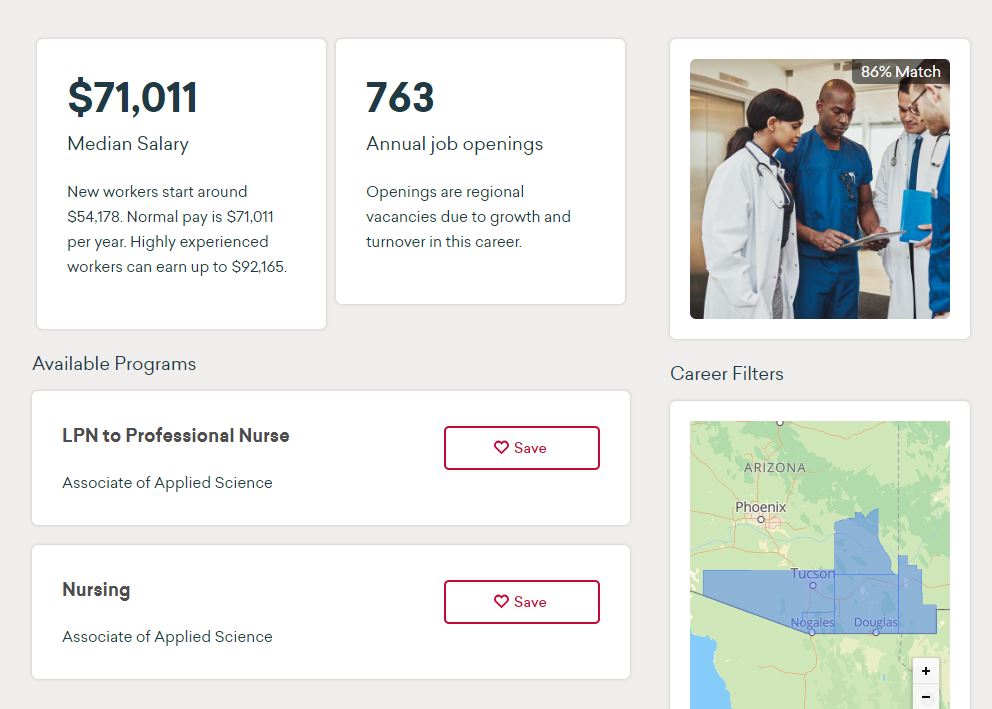 $71,011
Median Salary
New workers start around
$54,178. Normal pay is $71,011
per year. Highly experienced
workers can earn up to $92,165.
763
Annual job openings
Openings are regional
vacancies due to growth and
turnover in this career.
86% Match
Available Programs
LPN to Professional Nurse
Associate of Applied Science
Save
Nursing
Associate of Applied Science
Save
Career Filters
ARIZONA
Phoenix
Tucson
Nogales
Douglas
+
−